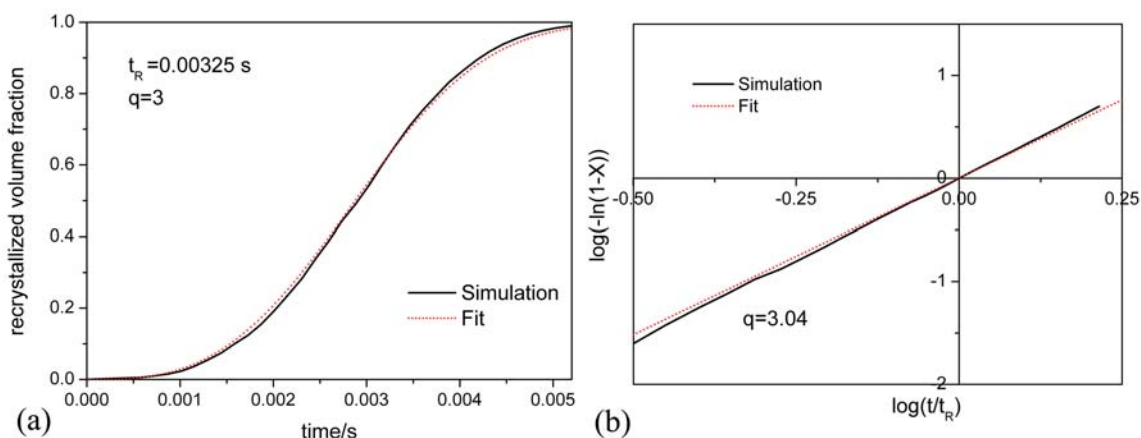 1.0
0.8
0.6
0.4
0.2
0.0
recrystallized volume fraction
t_R =0.00325 s
q=3
Simulation
Fit
0.000 0.001 0.002 0.003 0.004 0.005
time/s
(a)
1
0
-1
-2
log(-ln(1-X))
Simulation
Fit
-0.50 -0.25 0.00 0.25
q=3.04
log(t/t_R)
(b)